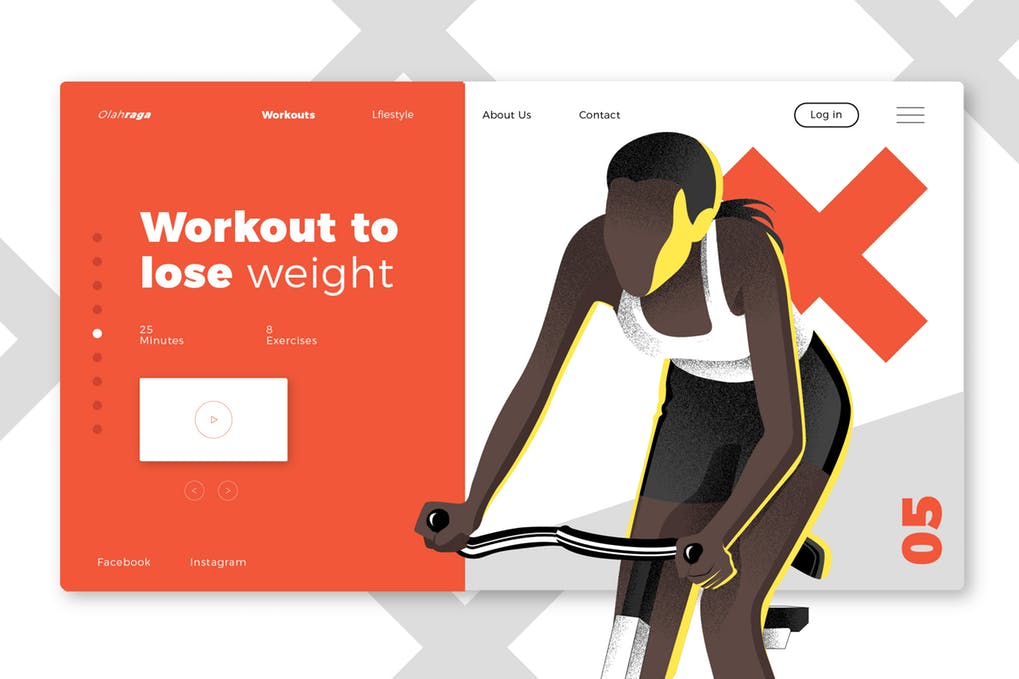 Olahraga
Workouts
Lfiestyle
About Us
Contact
Log in
Workout to
lose weight
25
Minutes
8
Exercises
Facebook
Instagram
05